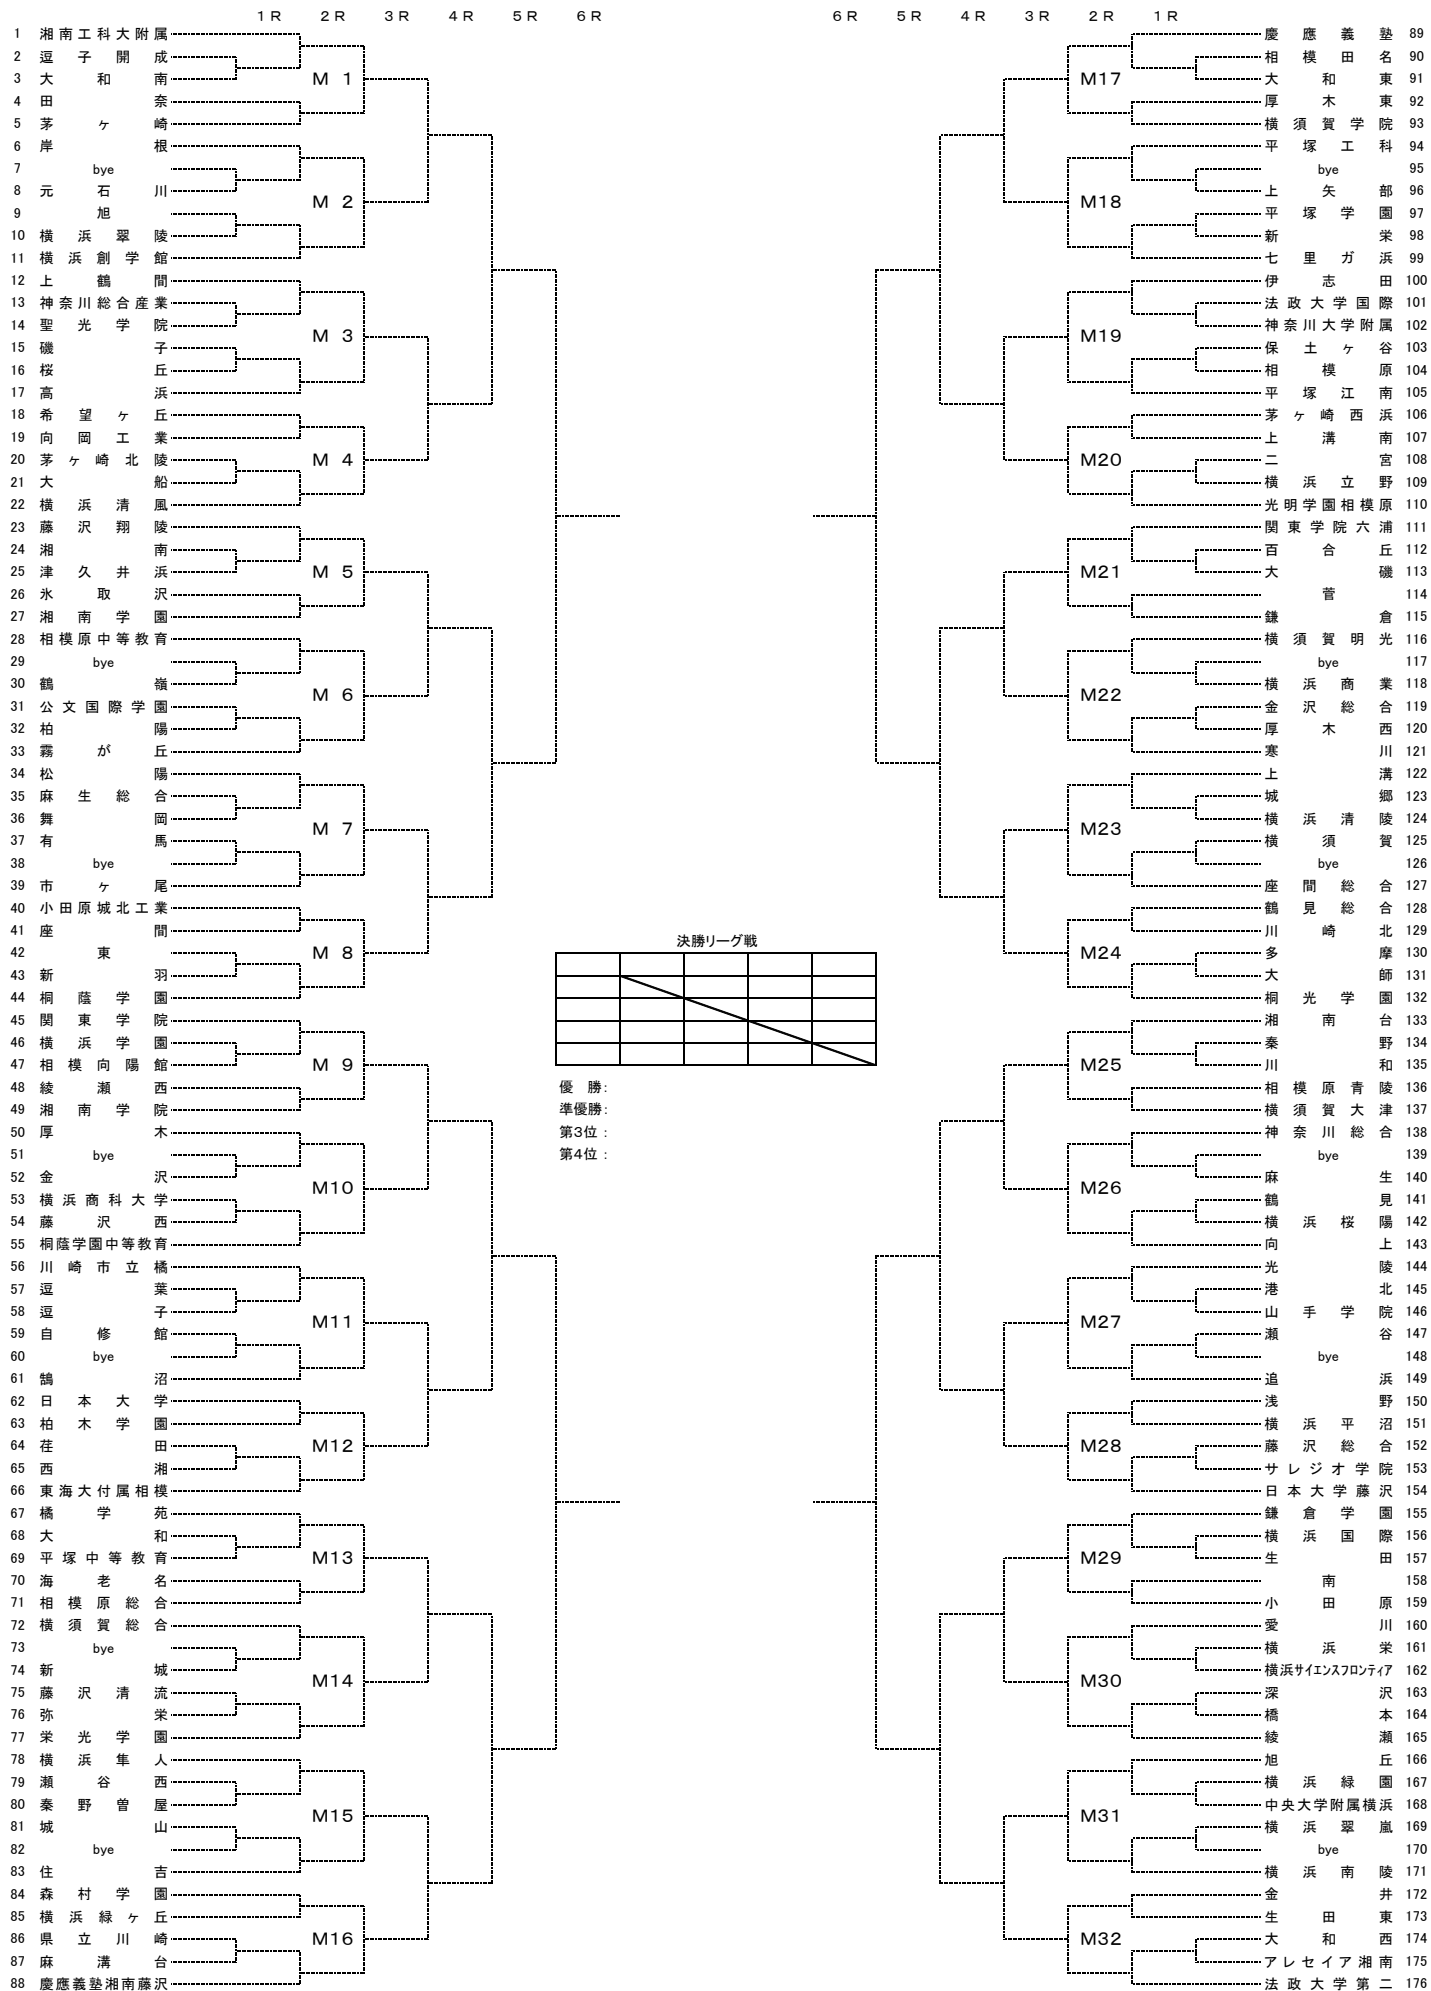 1R 2R 3R 4R 5R 6R
6R 5R 4R 3R 2R 1R
1 湘南工科大附属
2 逗子開成
3 大和南
4 田奈
5 茅ヶ崎
6 岸根
7 bye
8 元石川
9 旭
10 横浜翠陵
11 横浜創学館
12 上鶴間
13 神奈川総合産業
14 聖光学院
15 磯子
16 桜丘
17 高浜
18 希望ヶ丘
19 向岡工業
20 茅ヶ崎北陵
21 大船
22 横浜清風
23 藤沢翔陵
24 湘南
25 津久井浜
26 氷取沢
27 湘南学園
28 相模原中等教育
29 bye
30 鶴嶺
31 公文国際学園
32 柏陽
33 霧が丘
34 松陽
35 麻生総合
36 舞岡
37 有馬
38 bye
39 市ヶ尾
40 小田原城北工業
41 座間
42 東
43 新羽
44 桐蔭学園
45 関東学院
46 横浜学園
47 相模向陽館
48 綾瀬西
49 湘南学院
50 厚木
51 bye
52 金沢
53 横浜商科大学
54 藤沢西
55 桐蔭学園中等教育
56 川崎市立橘
57 逗葉
58 逗子
59 自修館
60 bye
61 鵠沼
62 日本大学
63 柏木学園
64 荏田
65 西湘
66 東海大付属相模
67 橘学苑
68 大和
69 平塚中等教育
70 海老名
71 相模原総合
72 横須賀総合
73 bye
74 新城
75 藤沢清流
76 弥栄
77 栄光学園
78 横浜隼人
79 瀬谷西
80 秦野曽屋
81 城山
82 bye
83 住吉
84 森村学園
85 横浜緑ヶ丘
86 県立川崎
87 麻溝台
88 慶應義塾湘南藤沢
M 1
M 2
M 3
M 4
M 5
M 6
M 7
M 8
M 9
M10
M11
M12
M13
M14
M15
M16
決勝リーグ戦
優 勝:
準優勝:
第3位:
第4位:
M17
M18
M19
M20
M21
M22
M23
M24
M25
M26
M27
M28
M29
M30
M31
M32
慶應義塾 89
相模田名 90
大和東 91
厚木東 92
横須賀学院 93
平塚工科 94
bye 95
上矢部 96
平塚学園 97
新栄 98
七里ガ浜 99
伊志田 100
法政大学国際 101
神奈川大学附属 102
保土ヶ谷 103
相模原 104
平塚江南 105
茅ヶ崎西浜 106
上溝南 107
二宮 108
横浜立野 109
光明学園相模原 110
関東学院六浦 111
百合丘 112
大磯 113
菅 114
鎌倉 115
横須賀明光 116
bye 117
横浜商業 118
金沢総合 119
厚木西 120
寒川 121
上溝 122
城郷 123
横浜清陵 124
横須賀 125
bye 126
座間総合 127
鶴見総合 128
川崎北 129
多摩 130
大師 131
桐光学園 132
湘南台 133
秦野 134
川和 135
相模原青陵 136
横須賀大津 137
神奈川総合 138
bye 139
麻生 140
鶴見 141
横浜桜陽 142
向上 143
光陵 144
港北 145
山手学院 146
瀬谷 147
bye 148
追浜 149
浅野 150
横浜平沼 151
藤沢総合 152
サレジオ学院 153
日本大学藤沢 154
鎌倉学園 155
横浜国際 156
生田 157
南 158
小田原 159
愛川 160
横浜栄 161
横浜サイエンスフロンティア 162
深沢 163
橋本 164
綾瀬 165
旭丘 166
横浜緑園 167
中央大学附属横浜 168
横浜翠嵐 169
bye 170
横浜南陵 171
金井 172
生田東 173
大和西 174
アレセイア湘南 175
法政大学第二 176